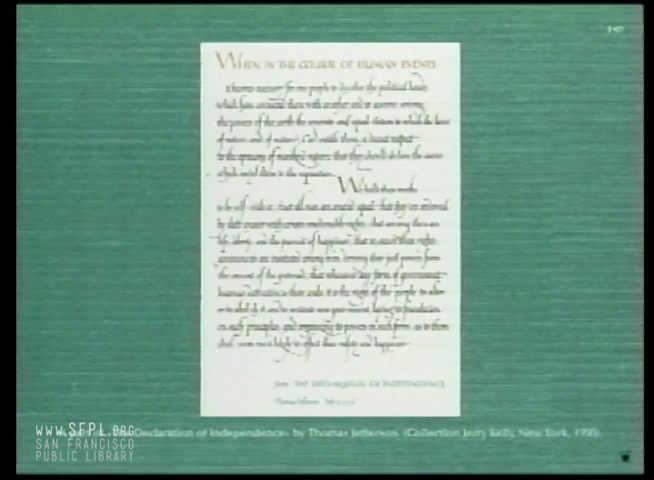 WHEN IN THE COURSE OF HUMAN EVENTS
it becomes necessary for one people to dissolve the political bands
which have connected them with another and to assume among
the powers of the earth the separate and equal station to which the laws
of nature and of nature's God entitle them, a decent respect
to the opinions of mankind requires that they should declare the causes
which impel them to the separation.
We hold these truths
to be self-evident, that all men are created equal, that they are endowed
by their creator with certain unalienable rights, that among these are
life, liberty, and the pursuit of happiness, that to secure these rights
governments are instituted among men, deriving their just powers from
the consent of the governed, that whenever any form of government
becomes destructive to these ends, it is the right of the people to alter
or to abolish it, and to institute new government, laying its foundation
on such principles, and organizing its powers in such form, as to them
shall seem most likely to effect their safety and happiness.
from THE DECLARATION OF INDEPENDENCE
Thomas Jefferson
Declaration of Independence» by Thomas Jefferson. (Collection Jerry Kelly, New York,
WWW.SFPL.ORG
SAN FRANCISCO
PUBLIC LIBRARY